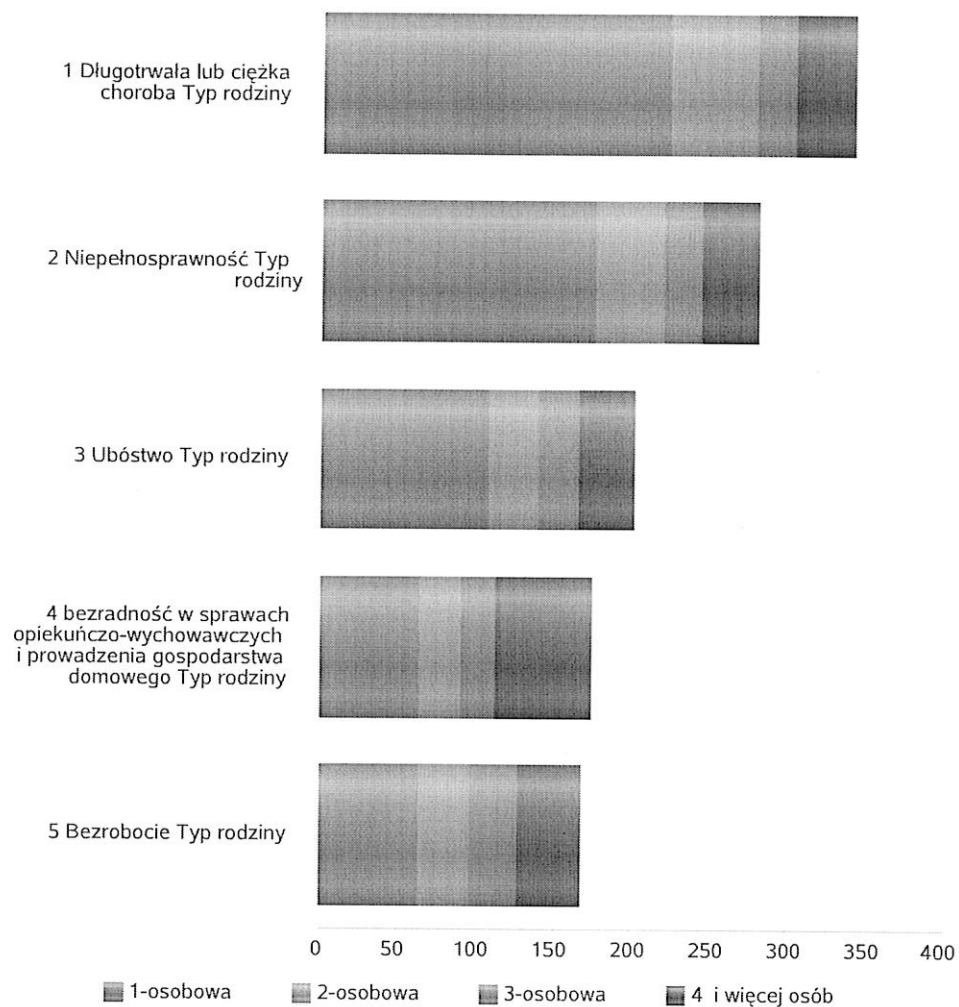 1 Długotrwała lub ciężka
choroba Typ rodziny
2 Niepełnosprawność Typ
rodziny
3 Ubóstwo Typ rodziny
4 bezradność w sprawach
opiekuńczo-wychowawczych
i prowadzenia gospodarstwa
domowego Typ rodziny
5 Bezrobocie Typ rodziny
0 50 100 150 200 250 300 350 400
1-osobowa 2-osobowa 3-osobowa 4 i więcej osób